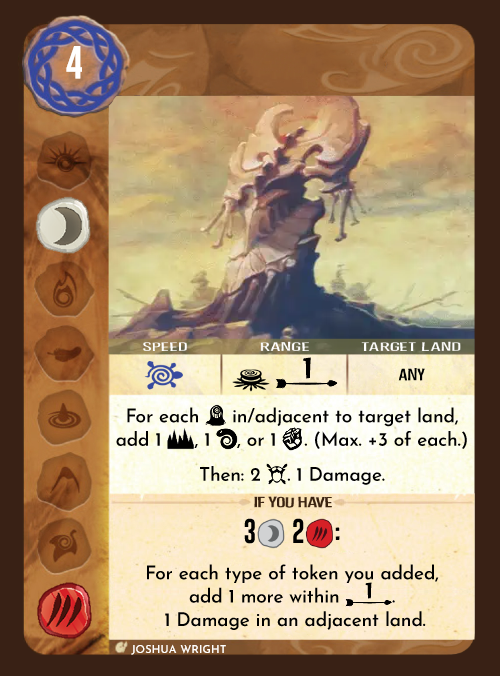 4
SPEED RANGE TARGET LAND
1 ANY
For each in/adjacent to target land,
add 1 , 1 , or 1 . (Max. +3 of each.)
Then: 2 . 1 Damage.
IF YOU HAVE
3 2 :
For each type of token you added,
add 1 more within 1 .
1 Damage in an adjacent land.
JOSHUA WRIGHT